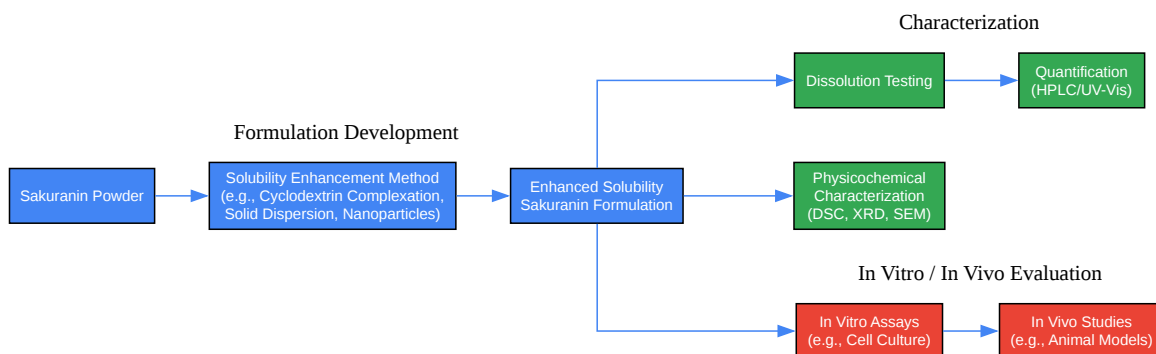 Characterization
Dissolution Testing
Quantification
(HPLC/UV-Vis)
Formulation Development
Sakuranin Powder
Solubility Enhancement Method
(e.g., Cyclodextrin Complexation,
Solid Dispersion, Nanoparticles)
Enhanced Solubility
Sakuranin Formulation
Physicochemical
Characterization
(DSC, XRD, SEM)
In Vitro / In Vivo Evaluation
In Vitro Assays
(e.g., Cell Culture)
In Vivo Studies
(e.g., Animal Models)